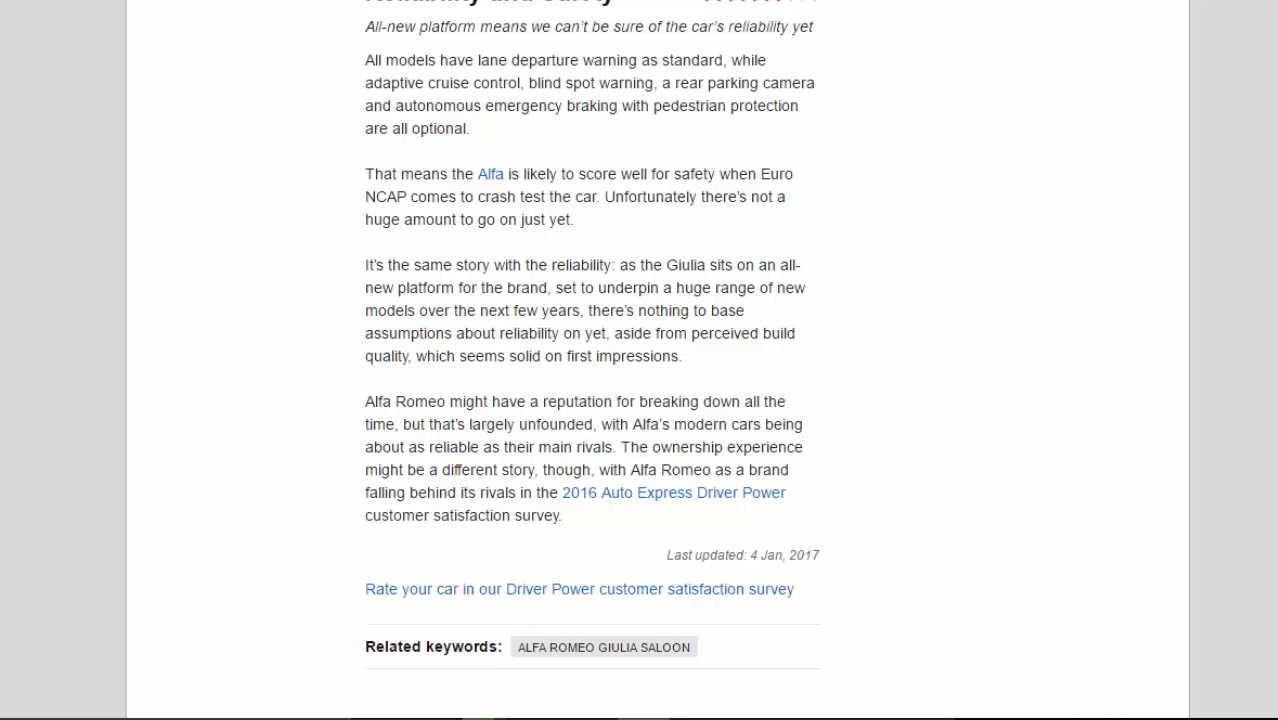 Reliability and Safety
All-new platform means we can't be sure of the car's reliability yet
All models have lane departure warning as standard, while
adaptive cruise control, blind spot warning, a rear parking camera
and autonomous emergency braking with pedestrian protection
are all optional.
That means the Alfa is likely to score well for safety when Euro
NCAP comes to crash test the car. Unfortunately there's not a
huge amount to go on just yet.
It's the same story with the reliability: as the Giulia sits on an all-
new platform for the brand, set to underpin a huge range of new
models over the next few years, there's nothing to base
assumptions about reliability on yet, aside from perceived build
quality, which seems solid on first impressions.
Alfa Romeo might have a reputation for breaking down all the
time, but that's largely unfounded, with Alfa's modern cars being
about as reliable as their main rivals. The ownership experience
might be a different story, though, with Alfa Romeo as a brand
falling behind its rivals in the 2016 Auto Express Driver Power
customer satisfaction survey.
Last updated: 4 Jan, 2017
Rate your car in our Driver Power customer satisfaction survey
Related keywords: ALFA ROMEO GIULIA SALOON